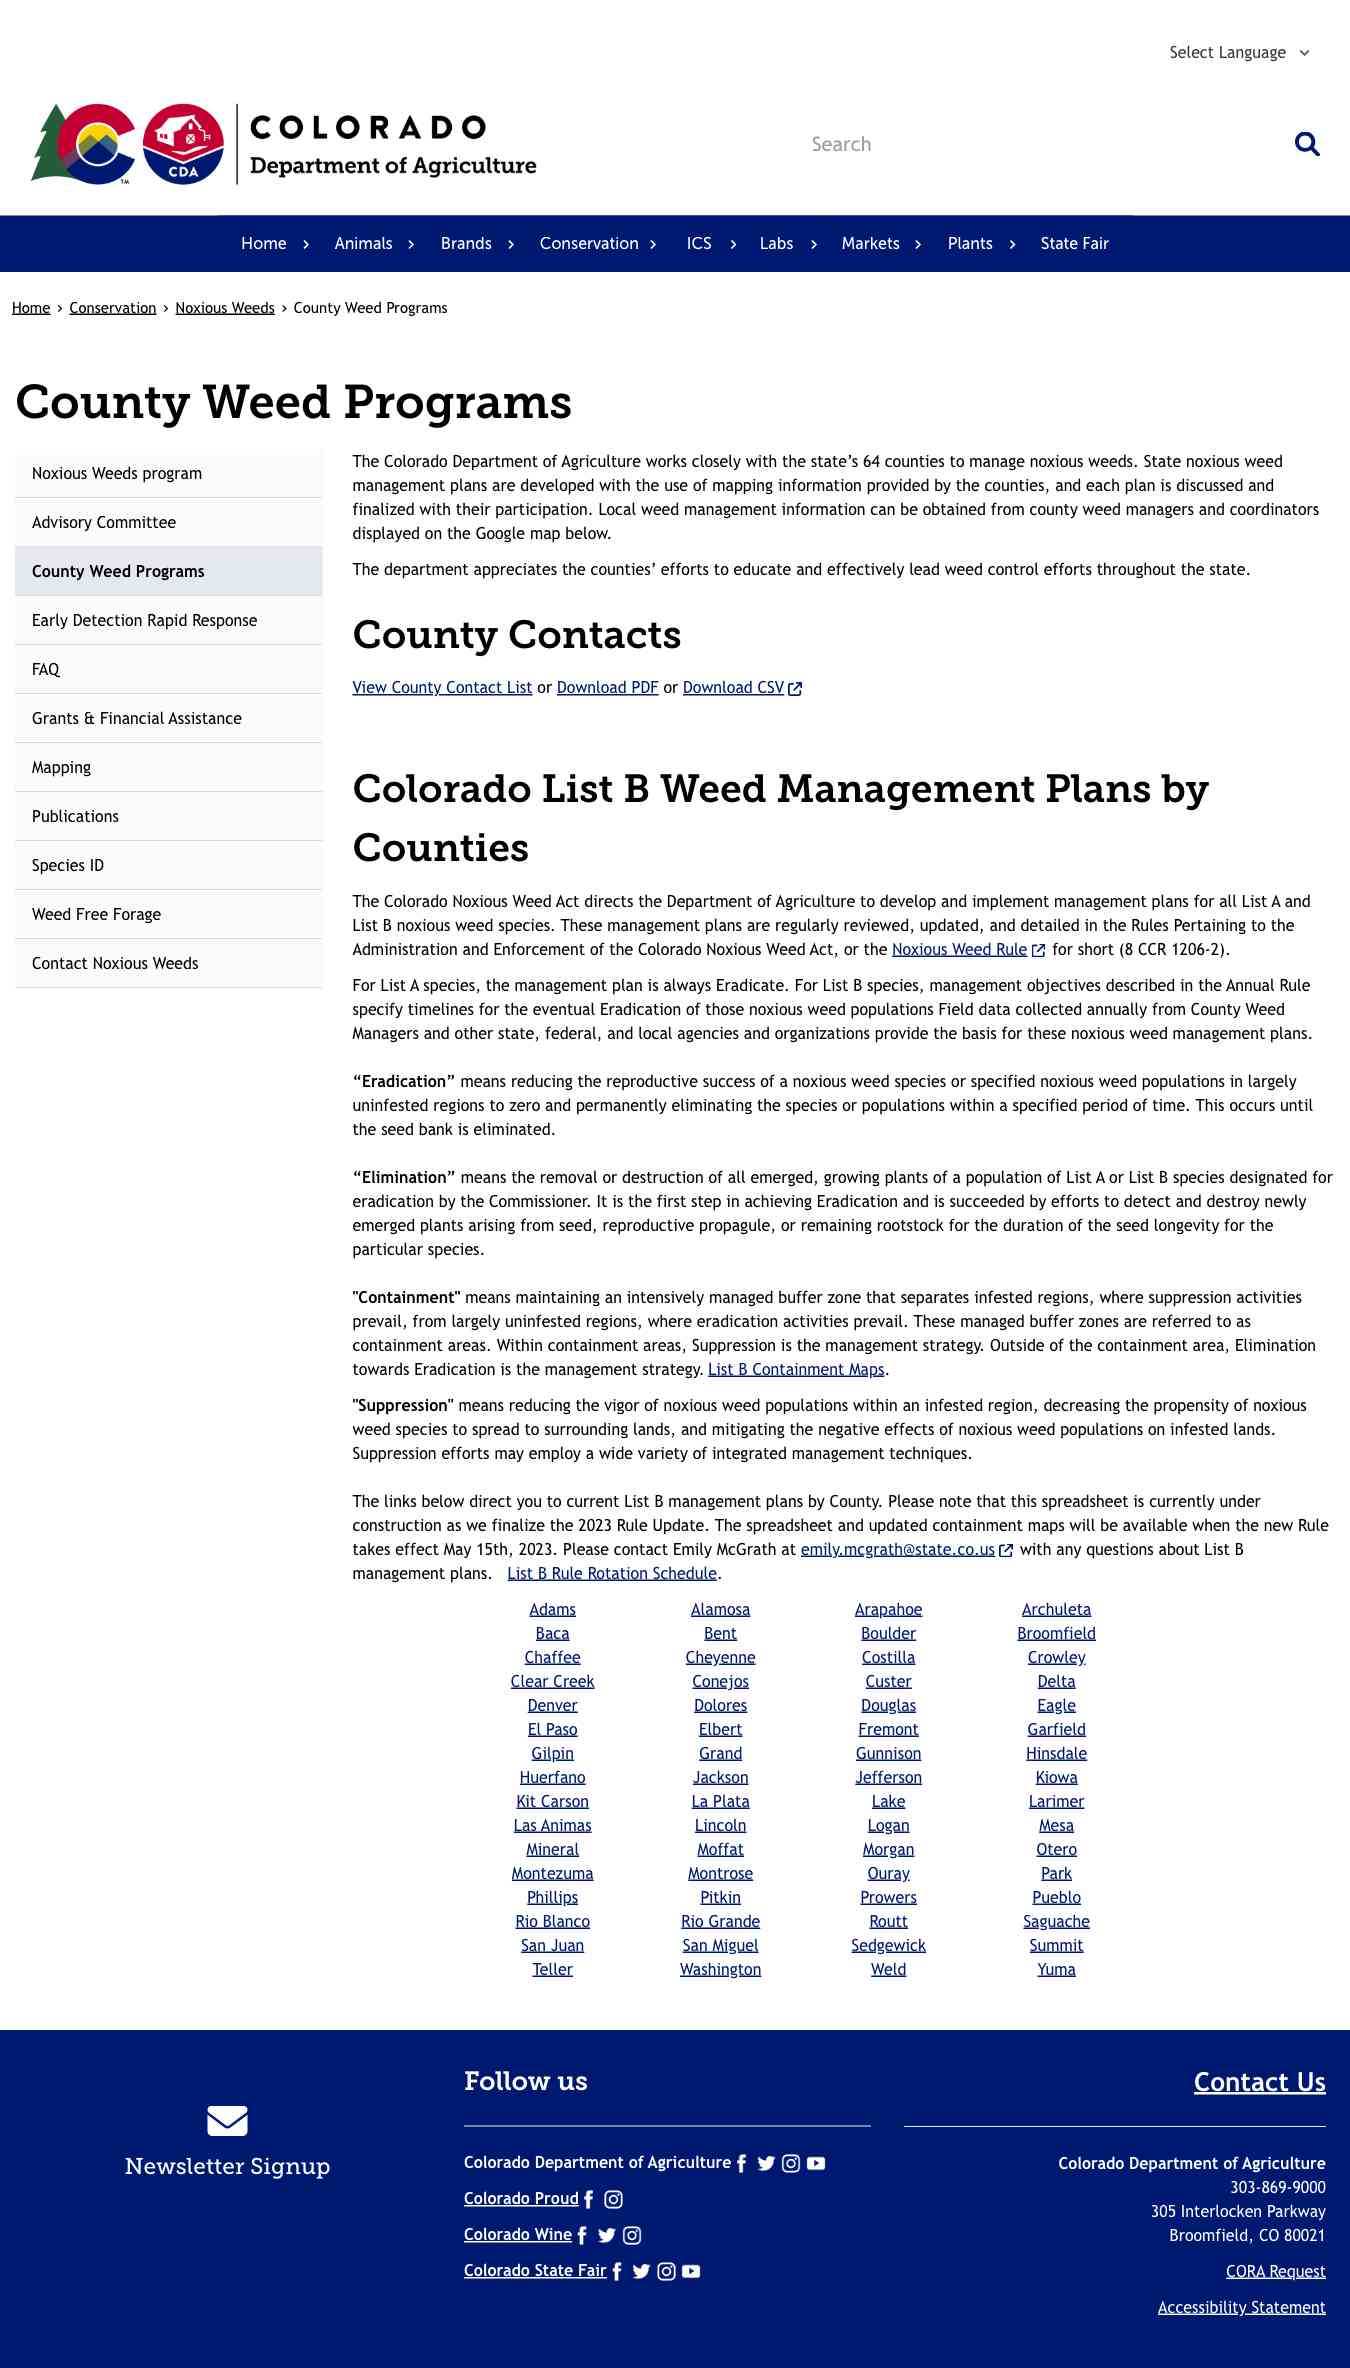 Select Language
COLORADO
Department of Agriculture
CDA
TM
Search
Home › Animals › Brands › Conservation › ICS › Labs › Markets › Plants › State Fair
Home › Conservation › Noxious Weeds › County Weed Programs
County Weed Programs
Noxious Weeds program
Advisory Committee
County Weed Programs
Early Detection Rapid Response
FAQ
Grants & Financial Assistance
Mapping
Publications
Species ID
Weed Free Forage
Contact Noxious Weeds
The Colorado Department of Agriculture works closely with the state’s 64 counties to manage noxious weeds. State noxious weed
management plans are developed with the use of mapping information provided by the counties, and each plan is discussed and
finalized with their participation. Local weed management information can be obtained from county weed managers and coordinators
displayed on the Google map below.
The department appreciates the counties’ efforts to educate and effectively lead weed control efforts throughout the state.
County Contacts
View County Contact List or Download PDF or Download CSV
Colorado List B Weed Management Plans by
Counties
The Colorado Noxious Weed Act directs the Department of Agriculture to develop and implement management plans for all List A and
List B noxious weed species. These management plans are regularly reviewed, updated, and detailed in the Rules Pertaining to the
Administration and Enforcement of the Colorado Noxious Weed Act, or the Noxious Weed Rule for short (8 CCR 1206-2).
For List A species, the management plan is always Eradicate. For List B species, management objectives described in the Annual Rule
specify timelines for the eventual Eradication of those noxious weed populations Field data collected annually from County Weed
Managers and other state, federal, and local agencies and organizations provide the basis for these noxious weed management plans.
“Eradication” means reducing the reproductive success of a noxious weed species or specified noxious weed populations in largely
uninfested regions to zero and permanently eliminating the species or populations within a specified period of time. This occurs until
the seed bank is eliminated.
“Elimination” means the removal or destruction of all emerged, growing plants of a population of List A or List B species designated for
eradication by the Commissioner. It is the first step in achieving Eradication and is succeeded by efforts to detect and destroy newly
emerged plants arising from seed, reproductive propagule, or remaining rootstock for the duration of the seed longevity for the
particular species.
"Containment" means maintaining an intensively managed buffer zone that separates infested regions, where suppression activities
prevail, from largely uninfested regions, where eradication activities prevail. These managed buffer zones are referred to as
containment areas. Within containment areas, Suppression is the management strategy. Outside of the containment area, Elimination
towards Eradication is the management strategy. List B Containment Maps.
"Suppression" means reducing the vigor of noxious weed populations within an infested region, decreasing the propensity of noxious
weed species to spread to surrounding lands, and mitigating the negative effects of noxious weed populations on infested lands.
Suppression efforts may employ a wide variety of integrated management techniques.
The links below direct you to current List B management plans by County. Please note that this spreadsheet is currently under
construction as we finalize the 2023 Rule Update. The spreadsheet and updated containment maps will be available when the new Rule
takes effect May 15th, 2023. Please contact Emily McGrath at emily.mcgrath@state.co.us with any questions about List B
management plans. List B Rule Rotation Schedule.
Adams Alamosa Arapahoe Archuleta
Baca Bent Boulder Broomfield
Chaffee Cheyenne Costilla Crowley
Clear Creek Conejos Custer Delta
Denver Dolores Douglas Eagle
El Paso Elbert Fremont Garfield
Gilpin Grand Gunnison Hinsdale
Huerfano Jackson Jefferson Kiowa
Kit Carson La Plata Lake Larimer
Las Animas Lincoln Logan Mesa
Mineral Moffat Morgan Otero
Montezuma Montrose Ouray Park
Phillips Pitkin Prowers Pueblo
Rio Blanco Rio Grande Routt Saguache
San Juan San Miguel Sedgewick Summit
Teller Washington Weld Yuma
Newsletter Signup
Follow us
Colorado Department of Agriculture
Colorado Proud
Colorado Wine
Colorado State Fair
Contact Us
Colorado Department of Agriculture
303-869-9000
305 Interlocken Parkway
Broomfield, CO 80021
CORA Request
Accessibility Statement